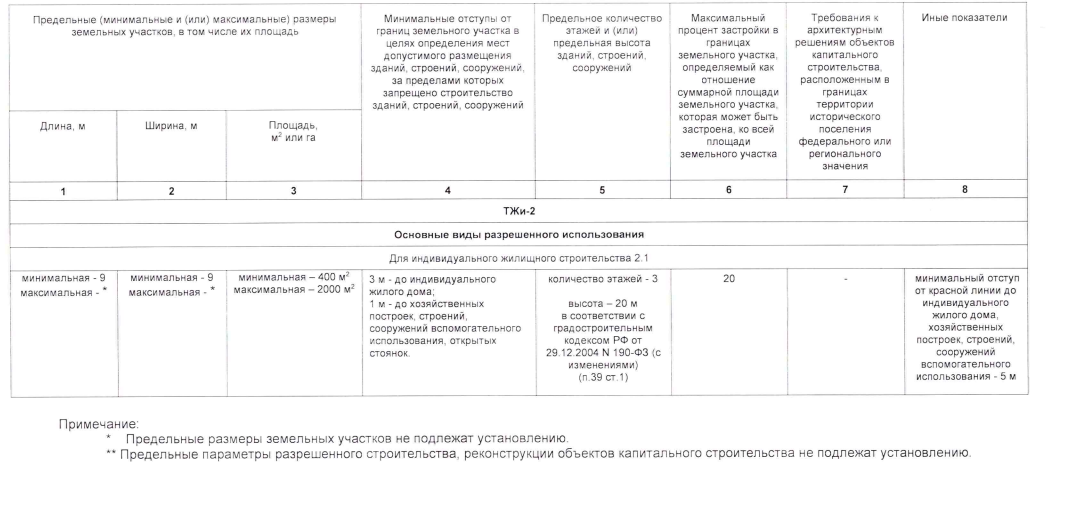 Предельные (минимальные и (или) максимальные) размеры
земельных участков, в том числе их площадь
Минимальные отступы от
границ земельного участка в
целях определения мест
допустимого размещения
зданий, строений, сооружений,
за пределами которых
запрещено строительство
зданий, строений, сооружений
Предельное количество
этажей и (или)
предельная высота
зданий, строений,
сооружений
Максимальный
процент застройки в
границах
земельного участка,
определяемый как
отношение
суммарной площади
земельного участка,
которая может быть
застроена, ко всей
площади
земельного участка
Требования к
архитектурным
решениям объектов
капитального
строительства,
расположенным в
границах
территории
исторического
поселения
федерального или
регионального
значения
Иные показатели
Длина, м
Ширина, м
Площадь,
м² или га
1 2 3 4 5 6 7 8
ТЖи-2
Основные виды разрешенного использования
Для индивидуального жилищного строительства 2.1
минимальная - 9
максимальная - *
минимальная - 9
максимальная - *
минимальная – 400 м²
максимальная – 2000 м²
3 м - до индивидуального
жилого дома;
1 м - до хозяйственных
построек, строений,
сооружений вспомогательного
использования, открытых
стоянок.
количество этажей - 3
высота – 20 м
в соответствии с
градостроительным
кодексом РФ от
29.12.2004 N 190-ФЗ (с
изменениями)
(п.39 ст.1)
20
-
минимальный отступ
от красной линии до
индивидуального
жилого дома,
хозяйственных
построек, строений,
сооружений
вспомогательного
использования - 5 м
Примечание:
* Предельные размеры земельных участков не подлежат установлению.
** Предельные параметры разрешенного строительства, реконструкции объектов капитального строительства не подлежат установлению.